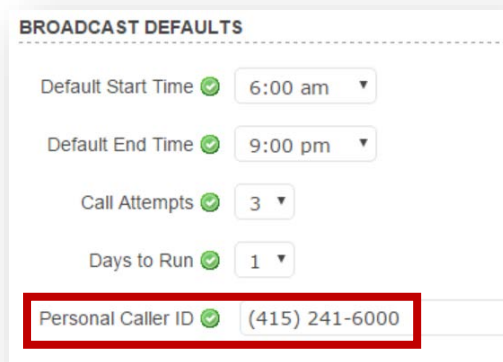 BROADCAST DEFAULTS
Default Start Time 6:00 am
Default End Time 9:00 pm
Call Attempts 3
Days to Run 1
Personal Caller ID (415) 241-6000